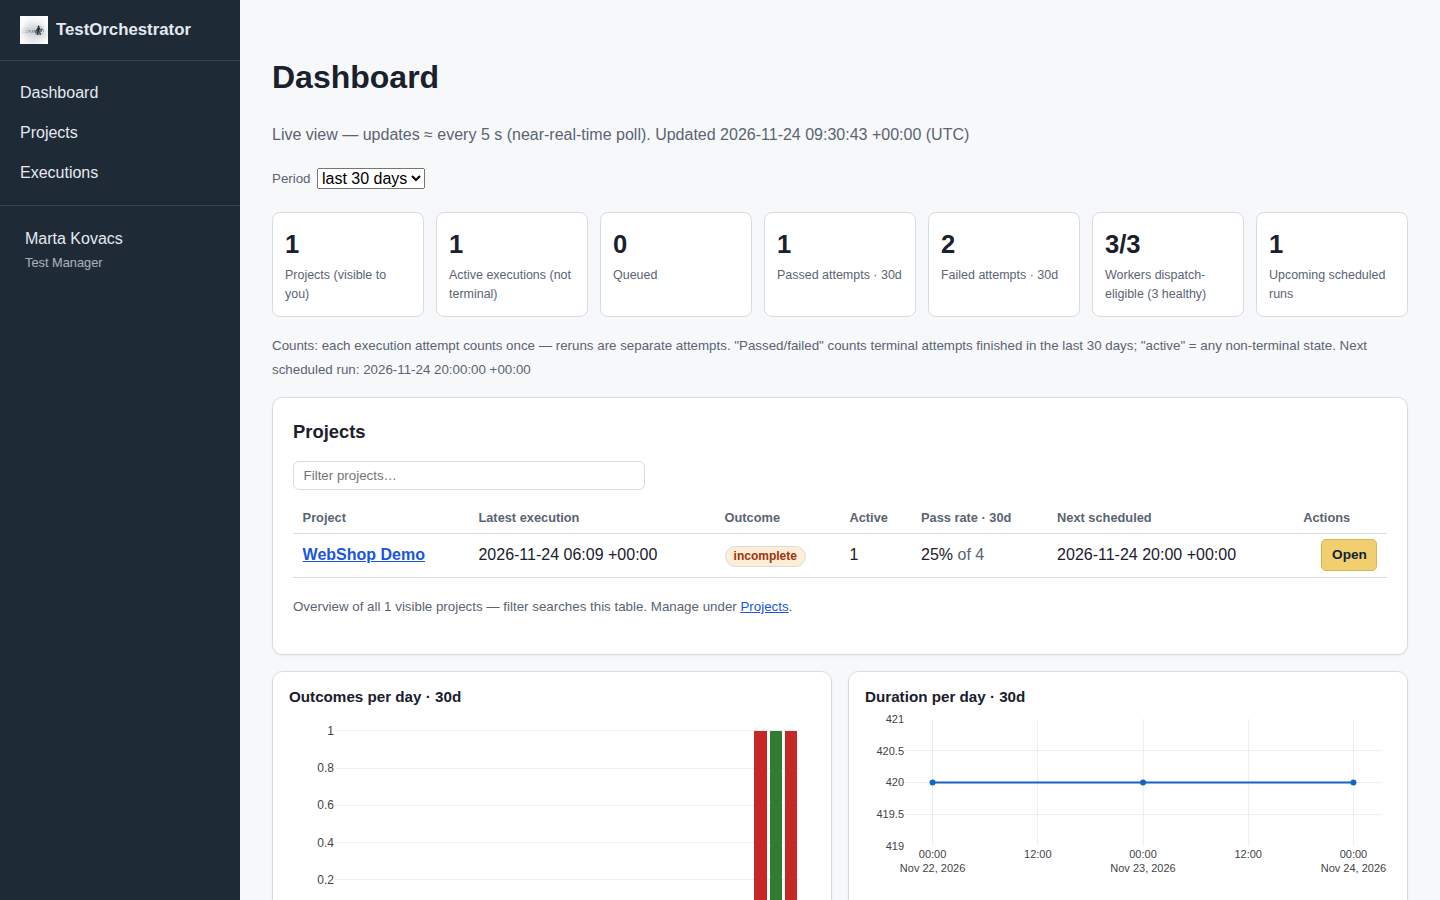 TestOrchestrator
Dashboard
Projects
Executions
Marta Kovacs
Test Manager
Dashboard
Live view — updates ≈ every 5 s (near-real-time poll). Updated 2026-11-24 09:30:43 +00:00 (UTC)
Period last 30 days
1
Projects (visible to
you)
1
Active executions (not
terminal)
0
Queued
1
Passed attempts · 30d
2
Failed attempts · 30d
3/3
Workers dispatch-
eligible (3 healthy)
1
Upcoming scheduled
runs
Counts: each execution attempt counts once — reruns are separate attempts. "Passed/failed" counts terminal attempts finished in the last 30 days; "active" = any non-terminal state. Next
scheduled run: 2026-11-24 20:00:00 +00:00
Projects
Filter projects…
Project Latest execution Outcome Active Pass rate · 30d Next scheduled Actions
WebShop Demo 2026-11-24 06:09 +00:00 incomplete 1 25% of 4 2026-11-24 20:00 +00:00 Open
Overview of all 1 visible projects — filter searches this table. Manage under Projects.
Outcomes per day · 30d
1
0.8
0.6
0.4
0.2
Duration per day · 30d
421
420.5
420
419.5
419
00:00 12:00 00:00 12:00 00:00
Nov 22, 2026 Nov 23, 2026 Nov 24, 2026